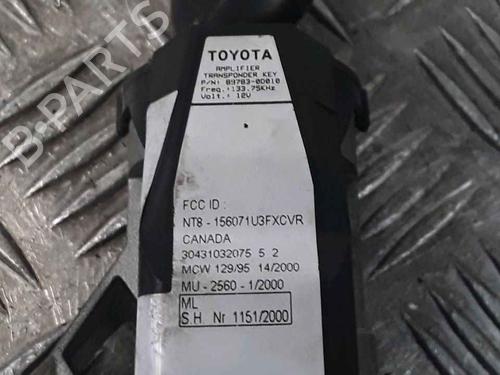 TOYOTA
AMPLIFIER
TRANSPONDER KEY
P/N: 89783-0D010
Freq.:133.75KHz
Volt.: 12V
FCC ID :
NT8 - 156071U3FXCVR
CANADA
30431032075 5 2
MCW 129/95 14/2000
MU - 2560 - 1/2000
ML
S.H. Nr 1151/2000
B-PARTS